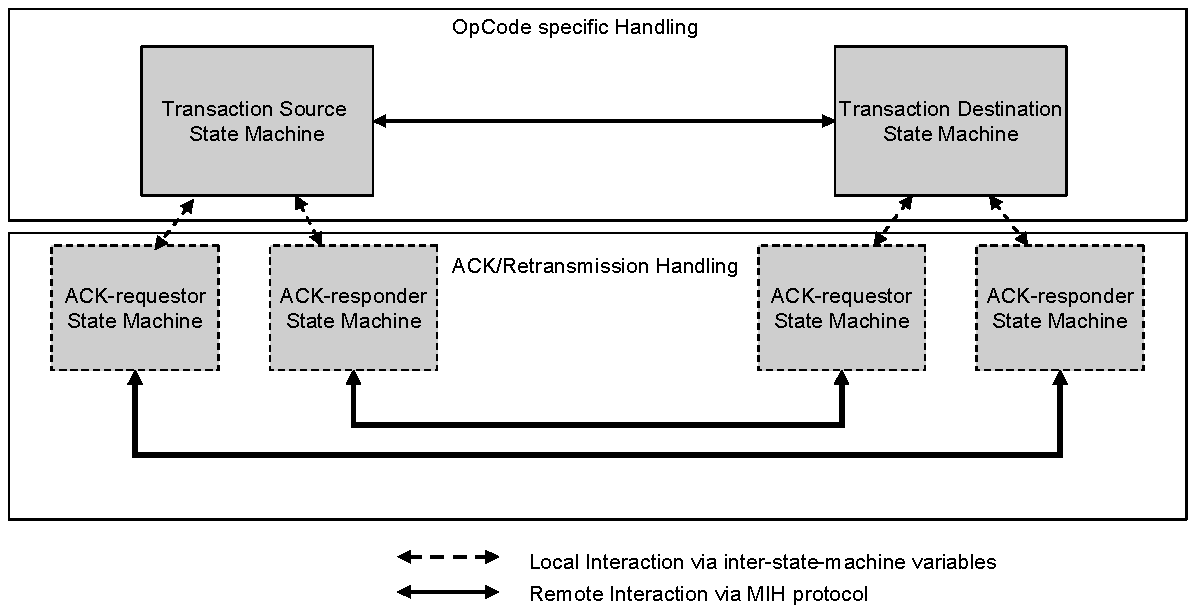 OpCode specific Handling
Transaction Source
State Machine
Transaction Destination
State Machine
ACK/Retransmission Handling
ACK-requestor
State Machine
ACK-responder
State Machine
ACK-requestor
State Machine
ACK-responder
State Machine
Local Interaction via inter-state-machine variables
Remote Interaction via MIH protocol